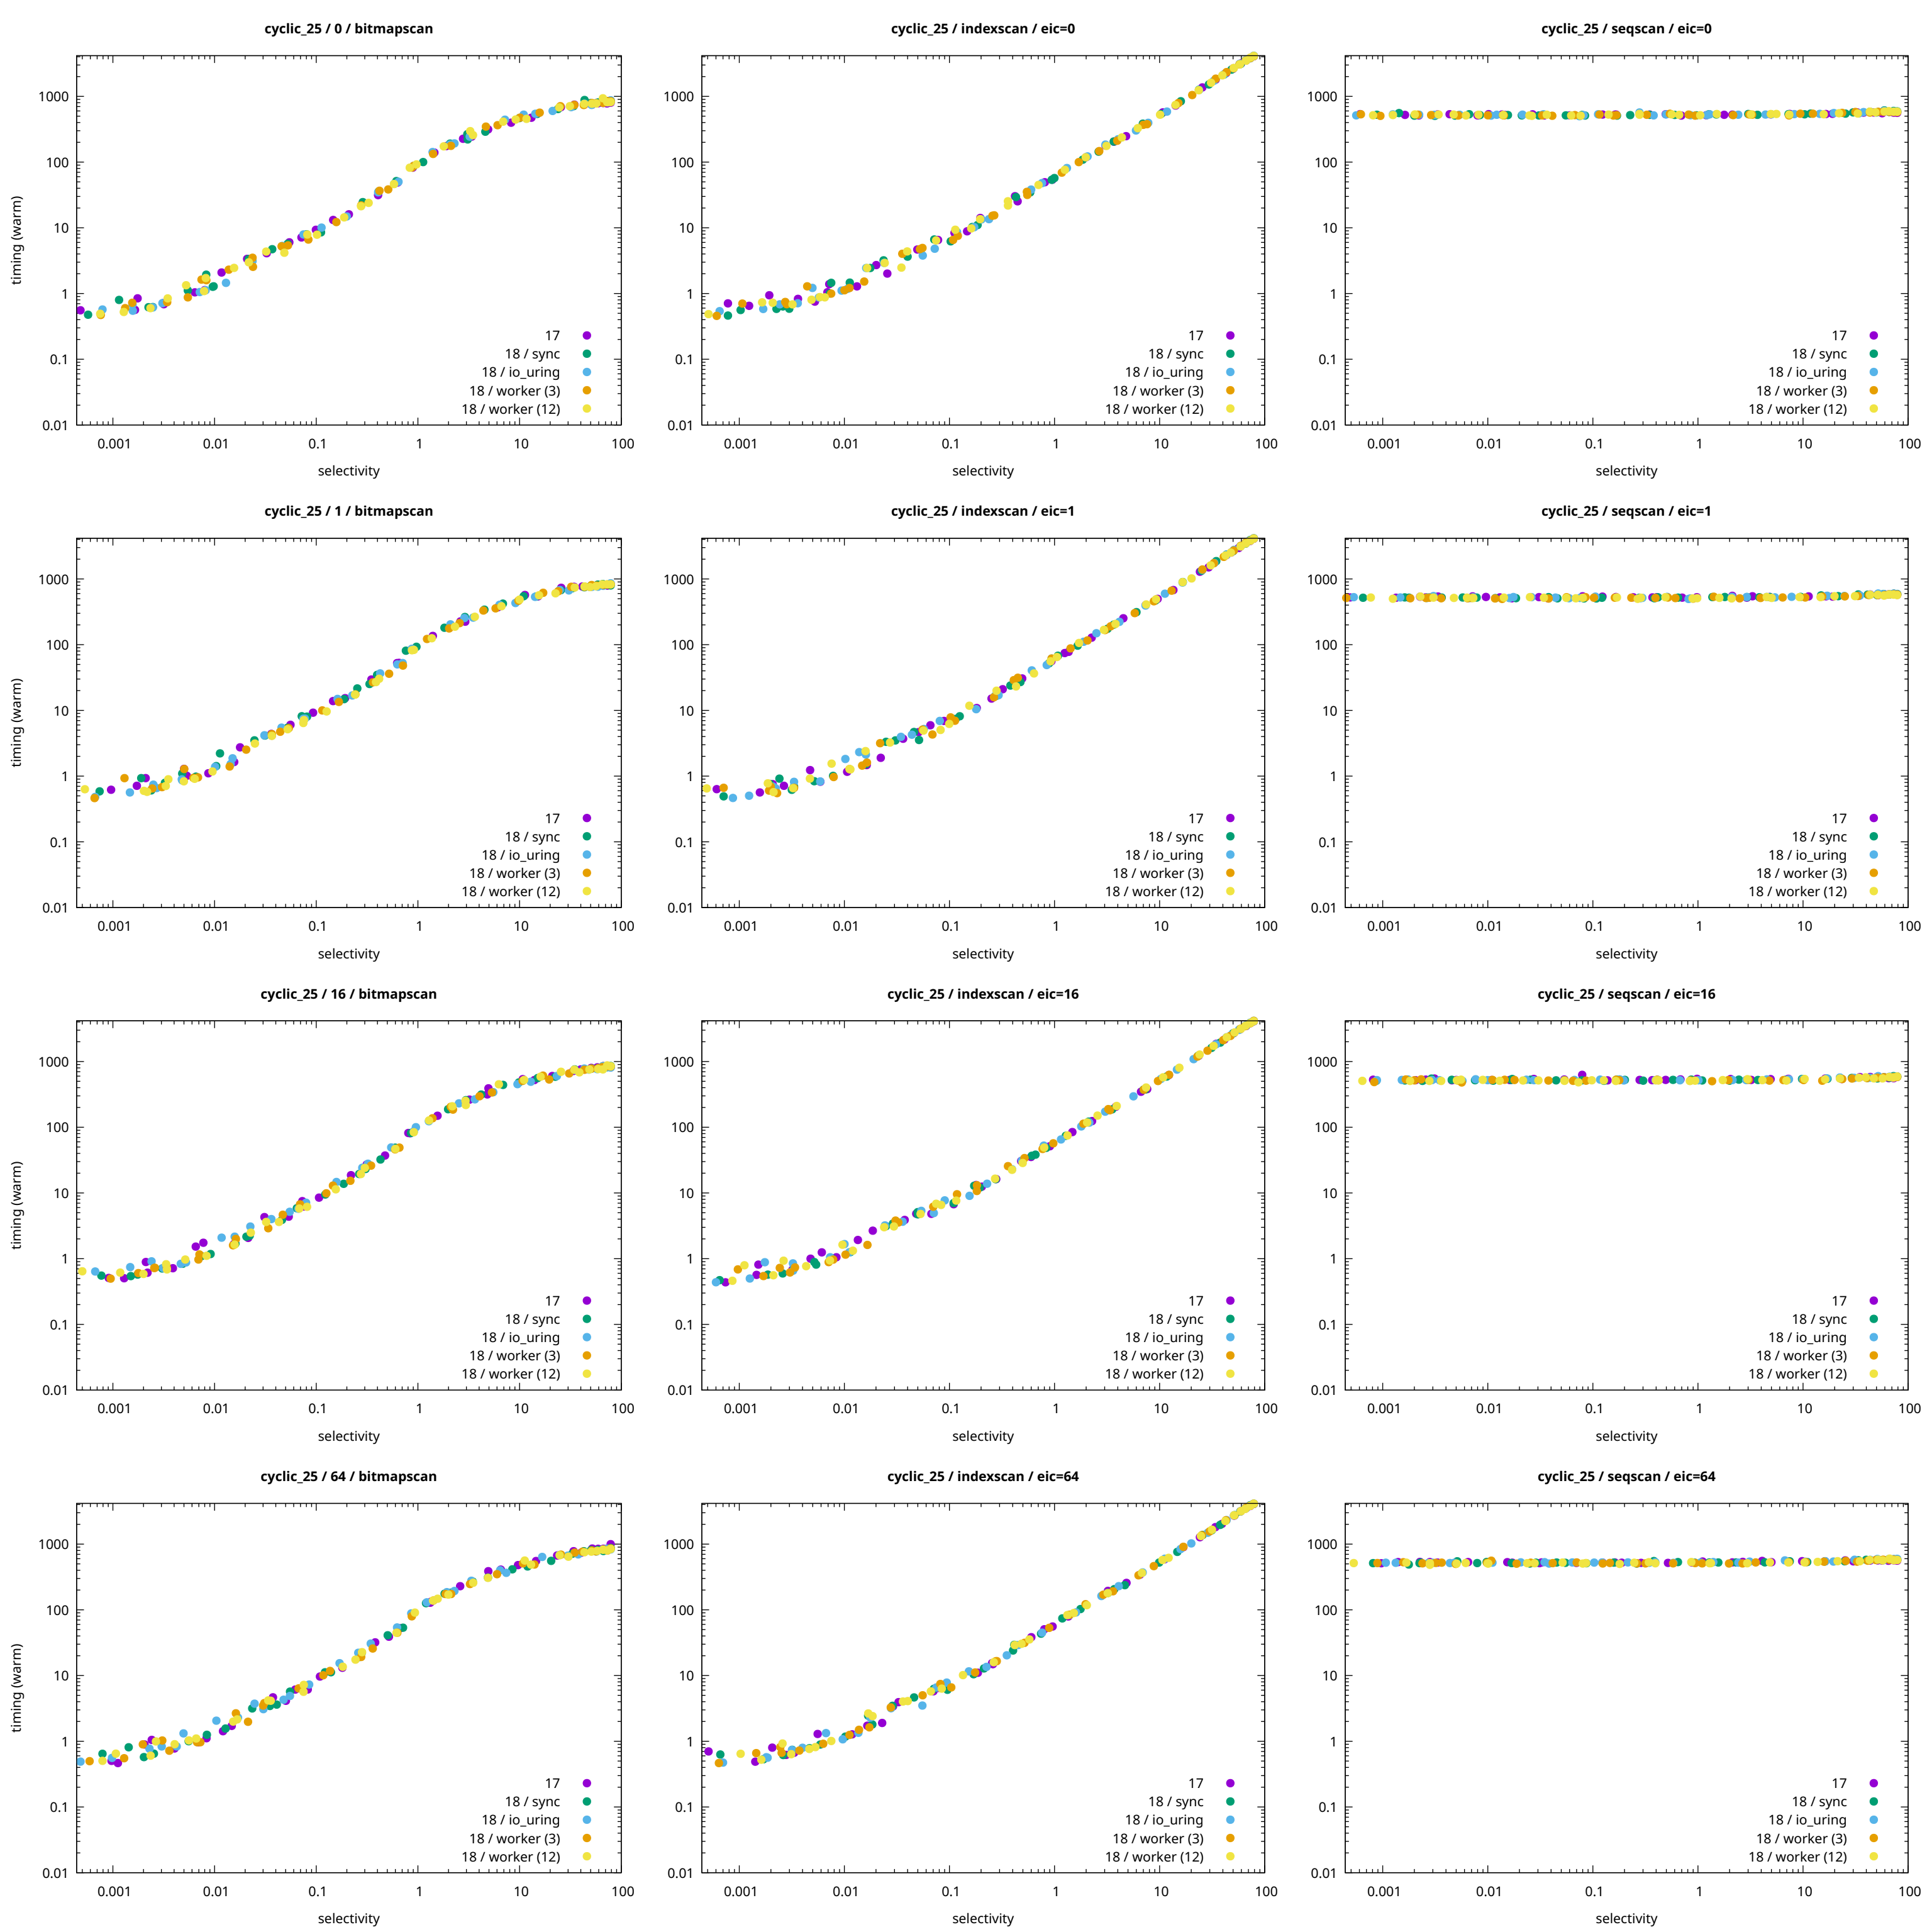 cyclic_25 / 0 / bitmapscan
timing (warm)
1000
100
10
1
0.1
0.01
17
18 / sync
18 / io_uring
18 / worker (3)
18 / worker (12)
0.001 0.01 0.1 1 10 100
selectivity
cyclic_25 / indexscan / eic=0
1000
100
10
1
0.1
0.01
17
18 / sync
18 / io_uring
18 / worker (3)
18 / worker (12)
0.001 0.01 0.1 1 10 100
selectivity
cyclic_25 / seqscan / eic=0
1000
100
10
1
0.1
0.01
17
18 / sync
18 / io_uring
18 / worker (3)
18 / worker (12)
0.001 0.01 0.1 1 10 100
selectivity
cyclic_25 / 1 / bitmapscan
timing (warm)
1000
100
10
1
0.1
0.01
17
18 / sync
18 / io_uring
18 / worker (3)
18 / worker (12)
0.001 0.01 0.1 1 10 100
selectivity
cyclic_25 / indexscan / eic=1
1000
100
10
1
0.1
0.01
17
18 / sync
18 / io_uring
18 / worker (3)
18 / worker (12)
0.001 0.01 0.1 1 10 100
selectivity
cyclic_25 / seqscan / eic=1
1000
100
10
1
0.1
0.01
17
18 / sync
18 / io_uring
18 / worker (3)
18 / worker (12)
0.001 0.01 0.1 1 10 100
selectivity
cyclic_25 / 16 / bitmapscan
timing (warm)
1000
100
10
1
0.1
0.01
17
18 / sync
18 / io_uring
18 / worker (3)
18 / worker (12)
0.001 0.01 0.1 1 10 100
selectivity
cyclic_25 / indexscan / eic=16
1000
100
10
1
0.1
0.01
17
18 / sync
18 / io_uring
18 / worker (3)
18 / worker (12)
0.001 0.01 0.1 1 10 100
selectivity
cyclic_25 / seqscan / eic=16
1000
100
10
1
0.1
0.01
17
18 / sync
18 / io_uring
18 / worker (3)
18 / worker (12)
0.001 0.01 0.1 1 10 100
selectivity
cyclic_25 / 64 / bitmapscan
timing (warm)
1000
100
10
1
0.1
0.01
17
18 / sync
18 / io_uring
18 / worker (3)
18 / worker (12)
0.001 0.01 0.1 1 10 100
selectivity
cyclic_25 / indexscan / eic=64
1000
100
10
1
0.1
0.01
17
18 / sync
18 / io_uring
18 / worker (3)
18 / worker (12)
0.001 0.01 0.1 1 10 100
selectivity
cyclic_25 / seqscan / eic=64
1000
100
10
1
0.1
0.01
17
18 / sync
18 / io_uring
18 / worker (3)
18 / worker (12)
0.001 0.01 0.1 1 10 100
selectivity